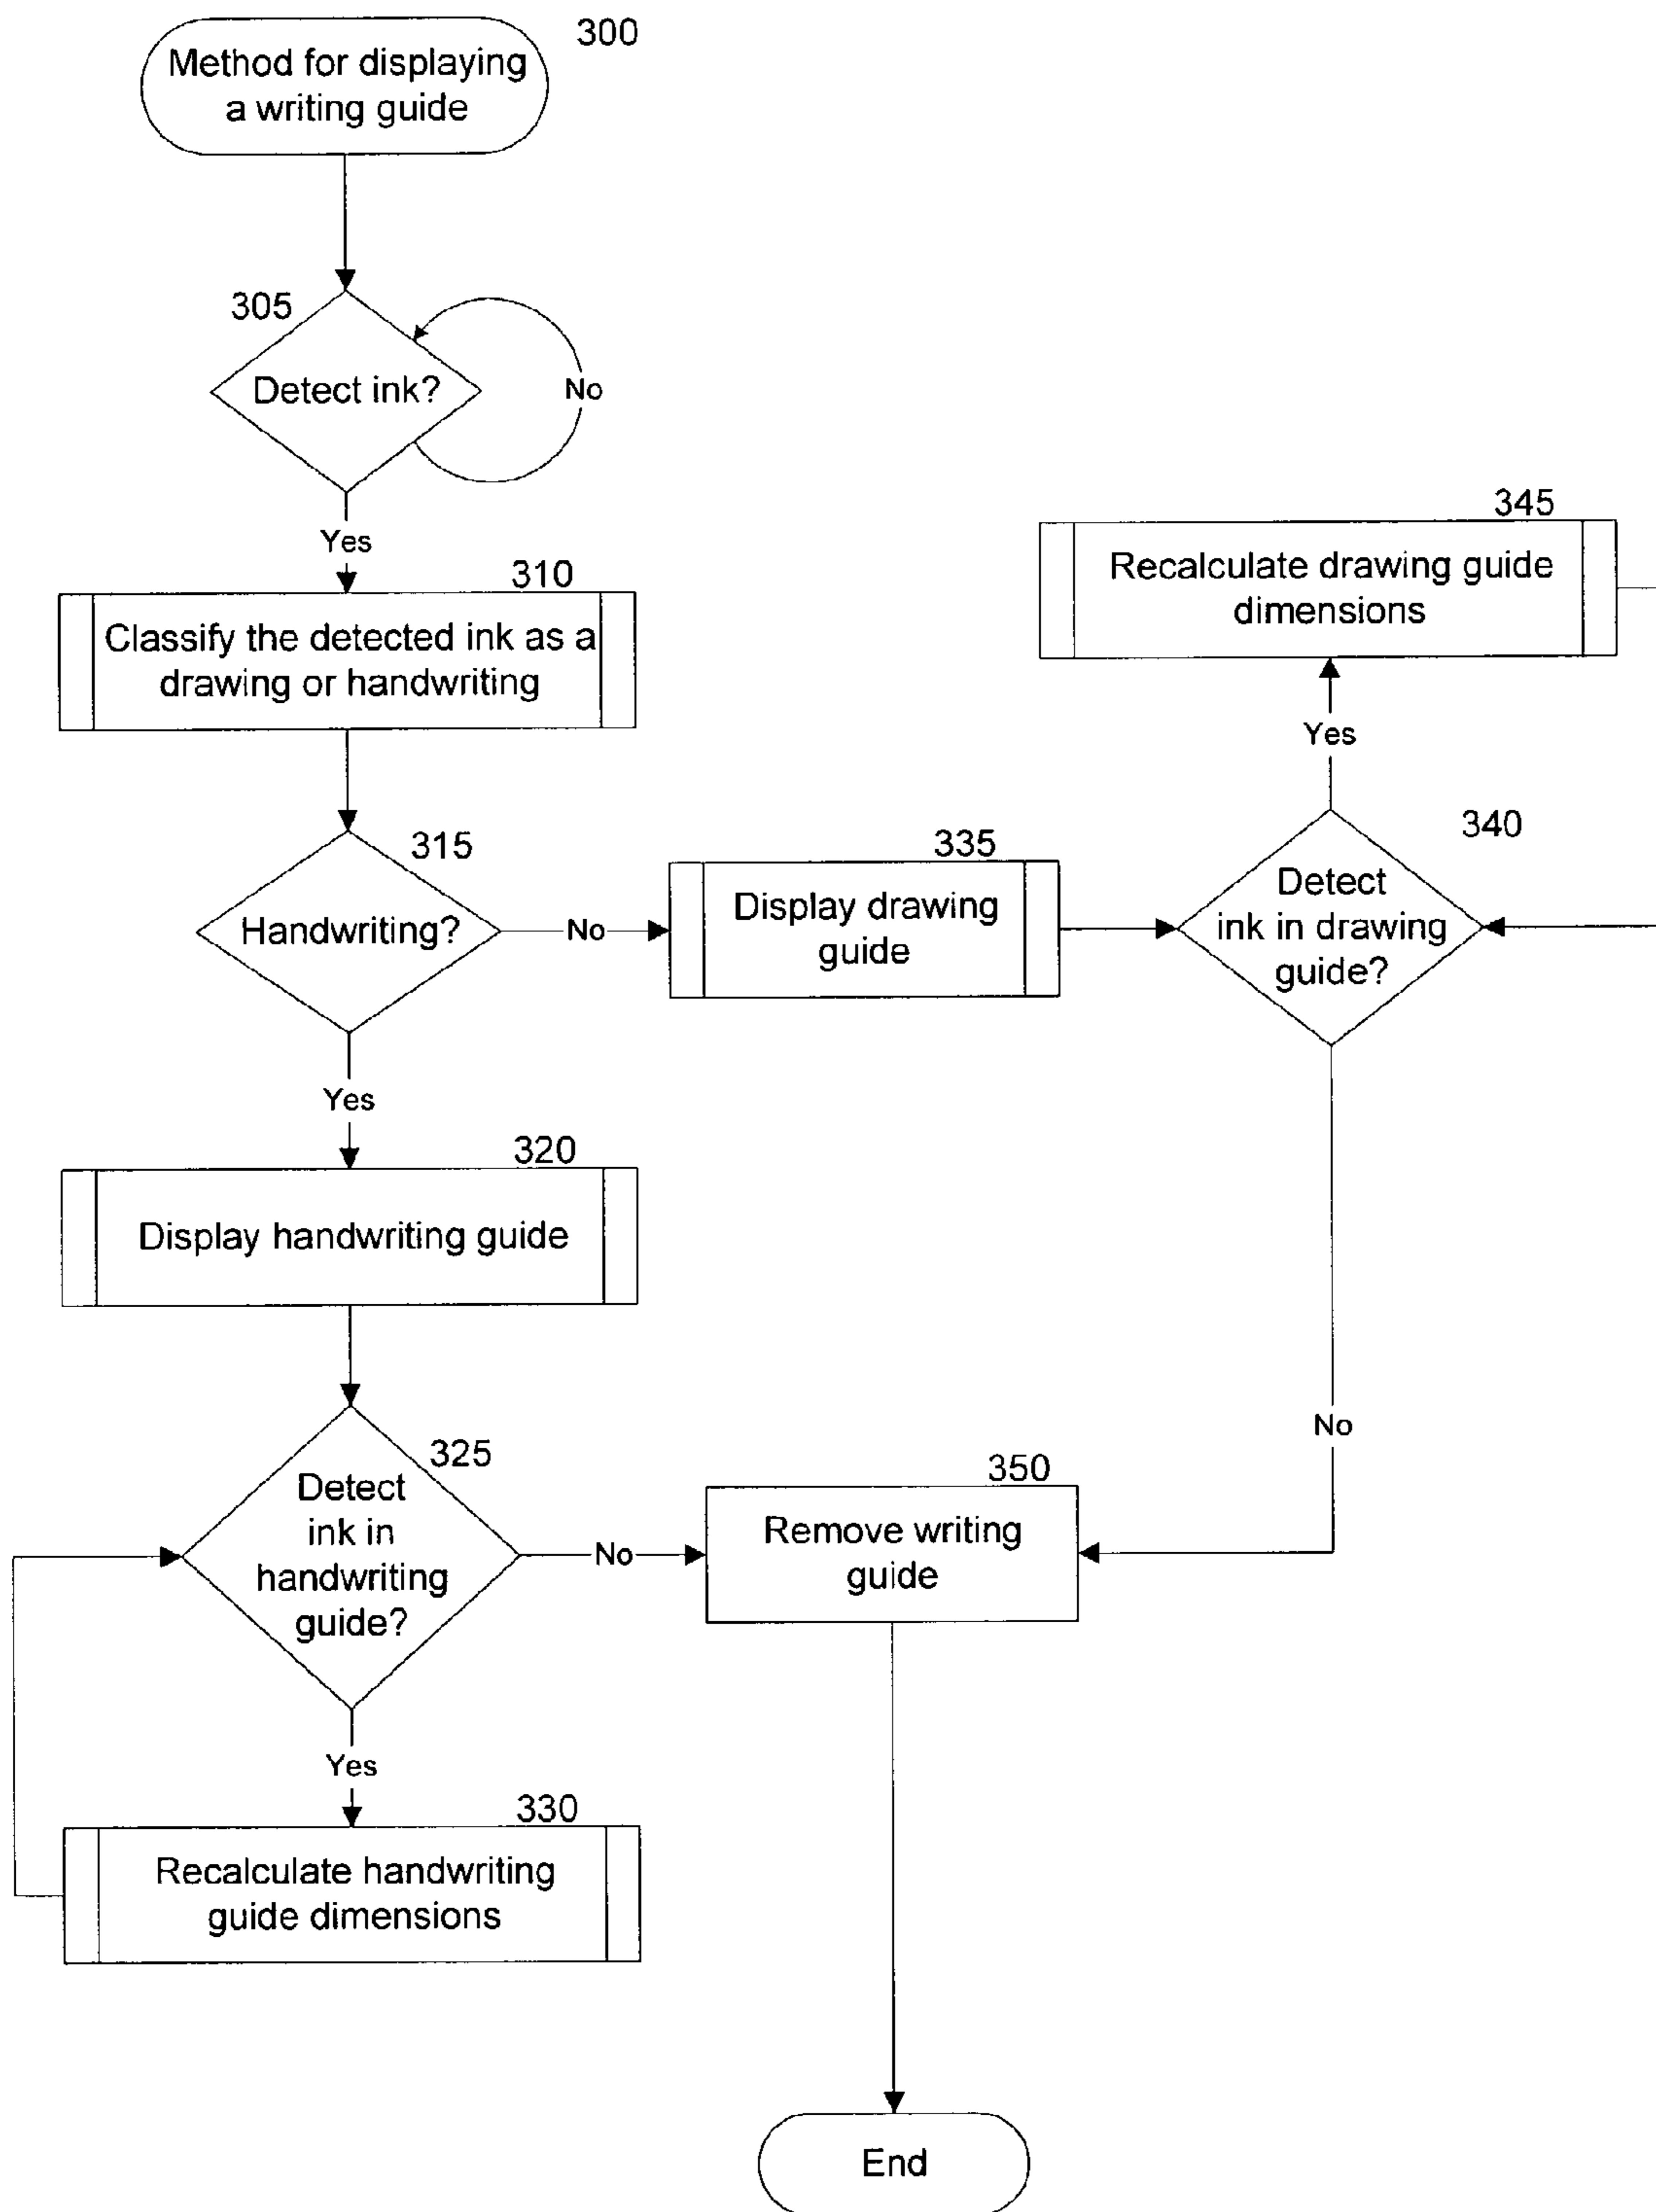 300
Method for displaying
a writing guide
305
Detect ink?
No
Yes
310
Classify the detected ink as a
drawing or handwriting
315
Handwriting?
No
335
Display drawing
guide
340
Detect
ink in drawing
guide?
Yes
345
Recalculate drawing guide
dimensions
No
Yes
320
Display handwriting guide
325
Detect
ink in
handwriting
guide?
No
350
Remove writing
guide
Yes
330
Recalculate handwriting
guide dimensions
End